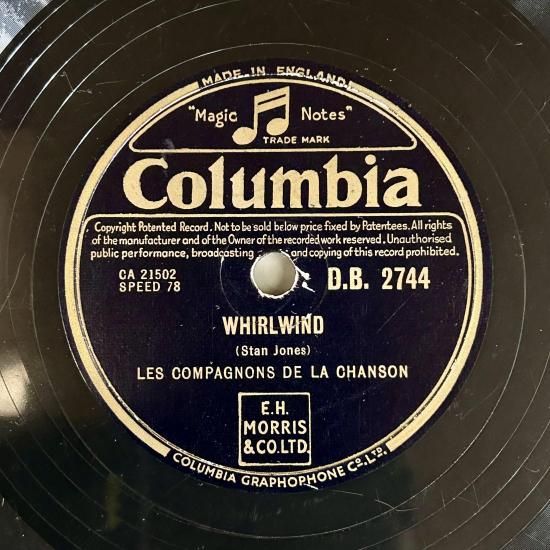 MADE IN ENGLAND
"Magic Notes"
TRADE MARK
Columbia
Copyright Patented Record. Not to be sold below price fixed by Patentees. All rights
of the manufacturer and of the Owner of the recorded work reserved. Unauthorised
public performance, broadcasting and copying of this record prohibited.
CA 21502
SPEED 78
D.B. 2744
WHIRLWIND
(Stan Jones)
LES COMPAGNONS DE LA CHANSON
E.H.
MORRIS
& CO. LTD.
COLUMBIA GRAPHOPHONE CO. LTD.